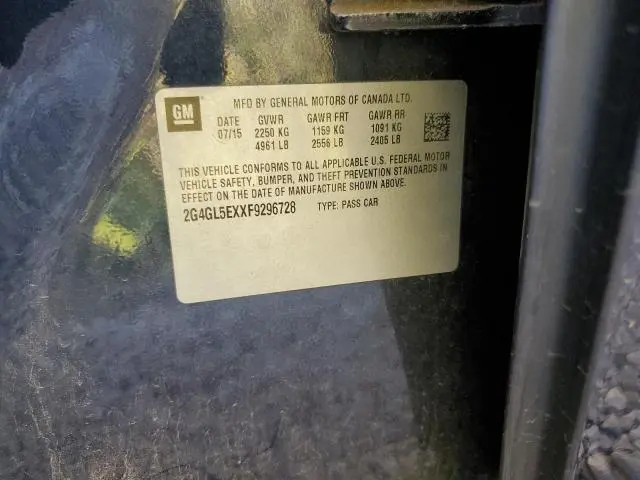 GM
MFD BY GENERAL MOTORS OF CANADA LTD.
DATE GVWR GAWR FRT GAWR RR
07/15 2250 KG 1159 KG 1091 KG
4961 LB 2556 LB 2405 LB
THIS VEHICLE CONFORMS TO ALL APPLICABLE U.S. FEDERAL MOTOR
VEHICLE SAFETY, BUMPER, AND THEFT PREVENTION STANDARDS IN
EFFECT ON THE DATE OF MANUFACTURE SHOWN ABOVE.
2G4GL5EXXF9296728 TYPE: PASS CAR